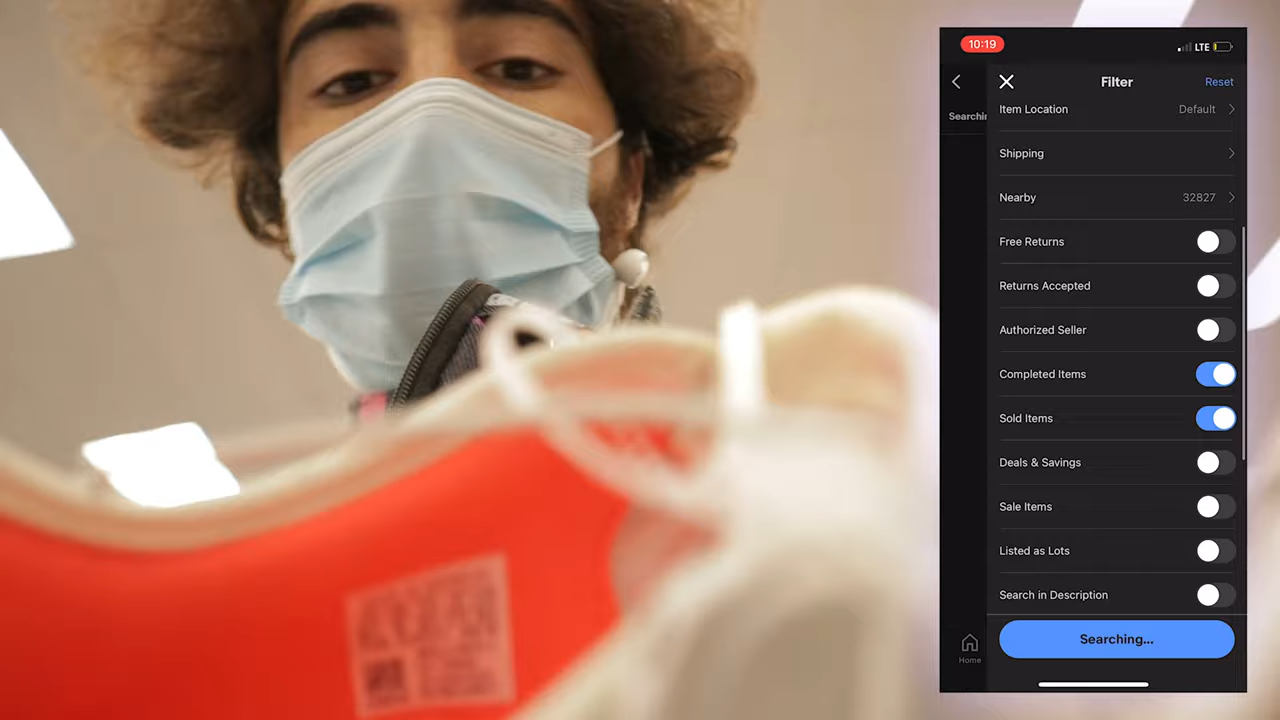 10:19
LTE
Filter
Reset
Searchin
Item Location
Default
Shipping
Nearby
32827
Free Returns
Returns Accepted
Authorized Seller
Completed Items
Sold Items
Deals & Savings
Sale Items
Listed as Lots
Search in Description
Searching...
Home